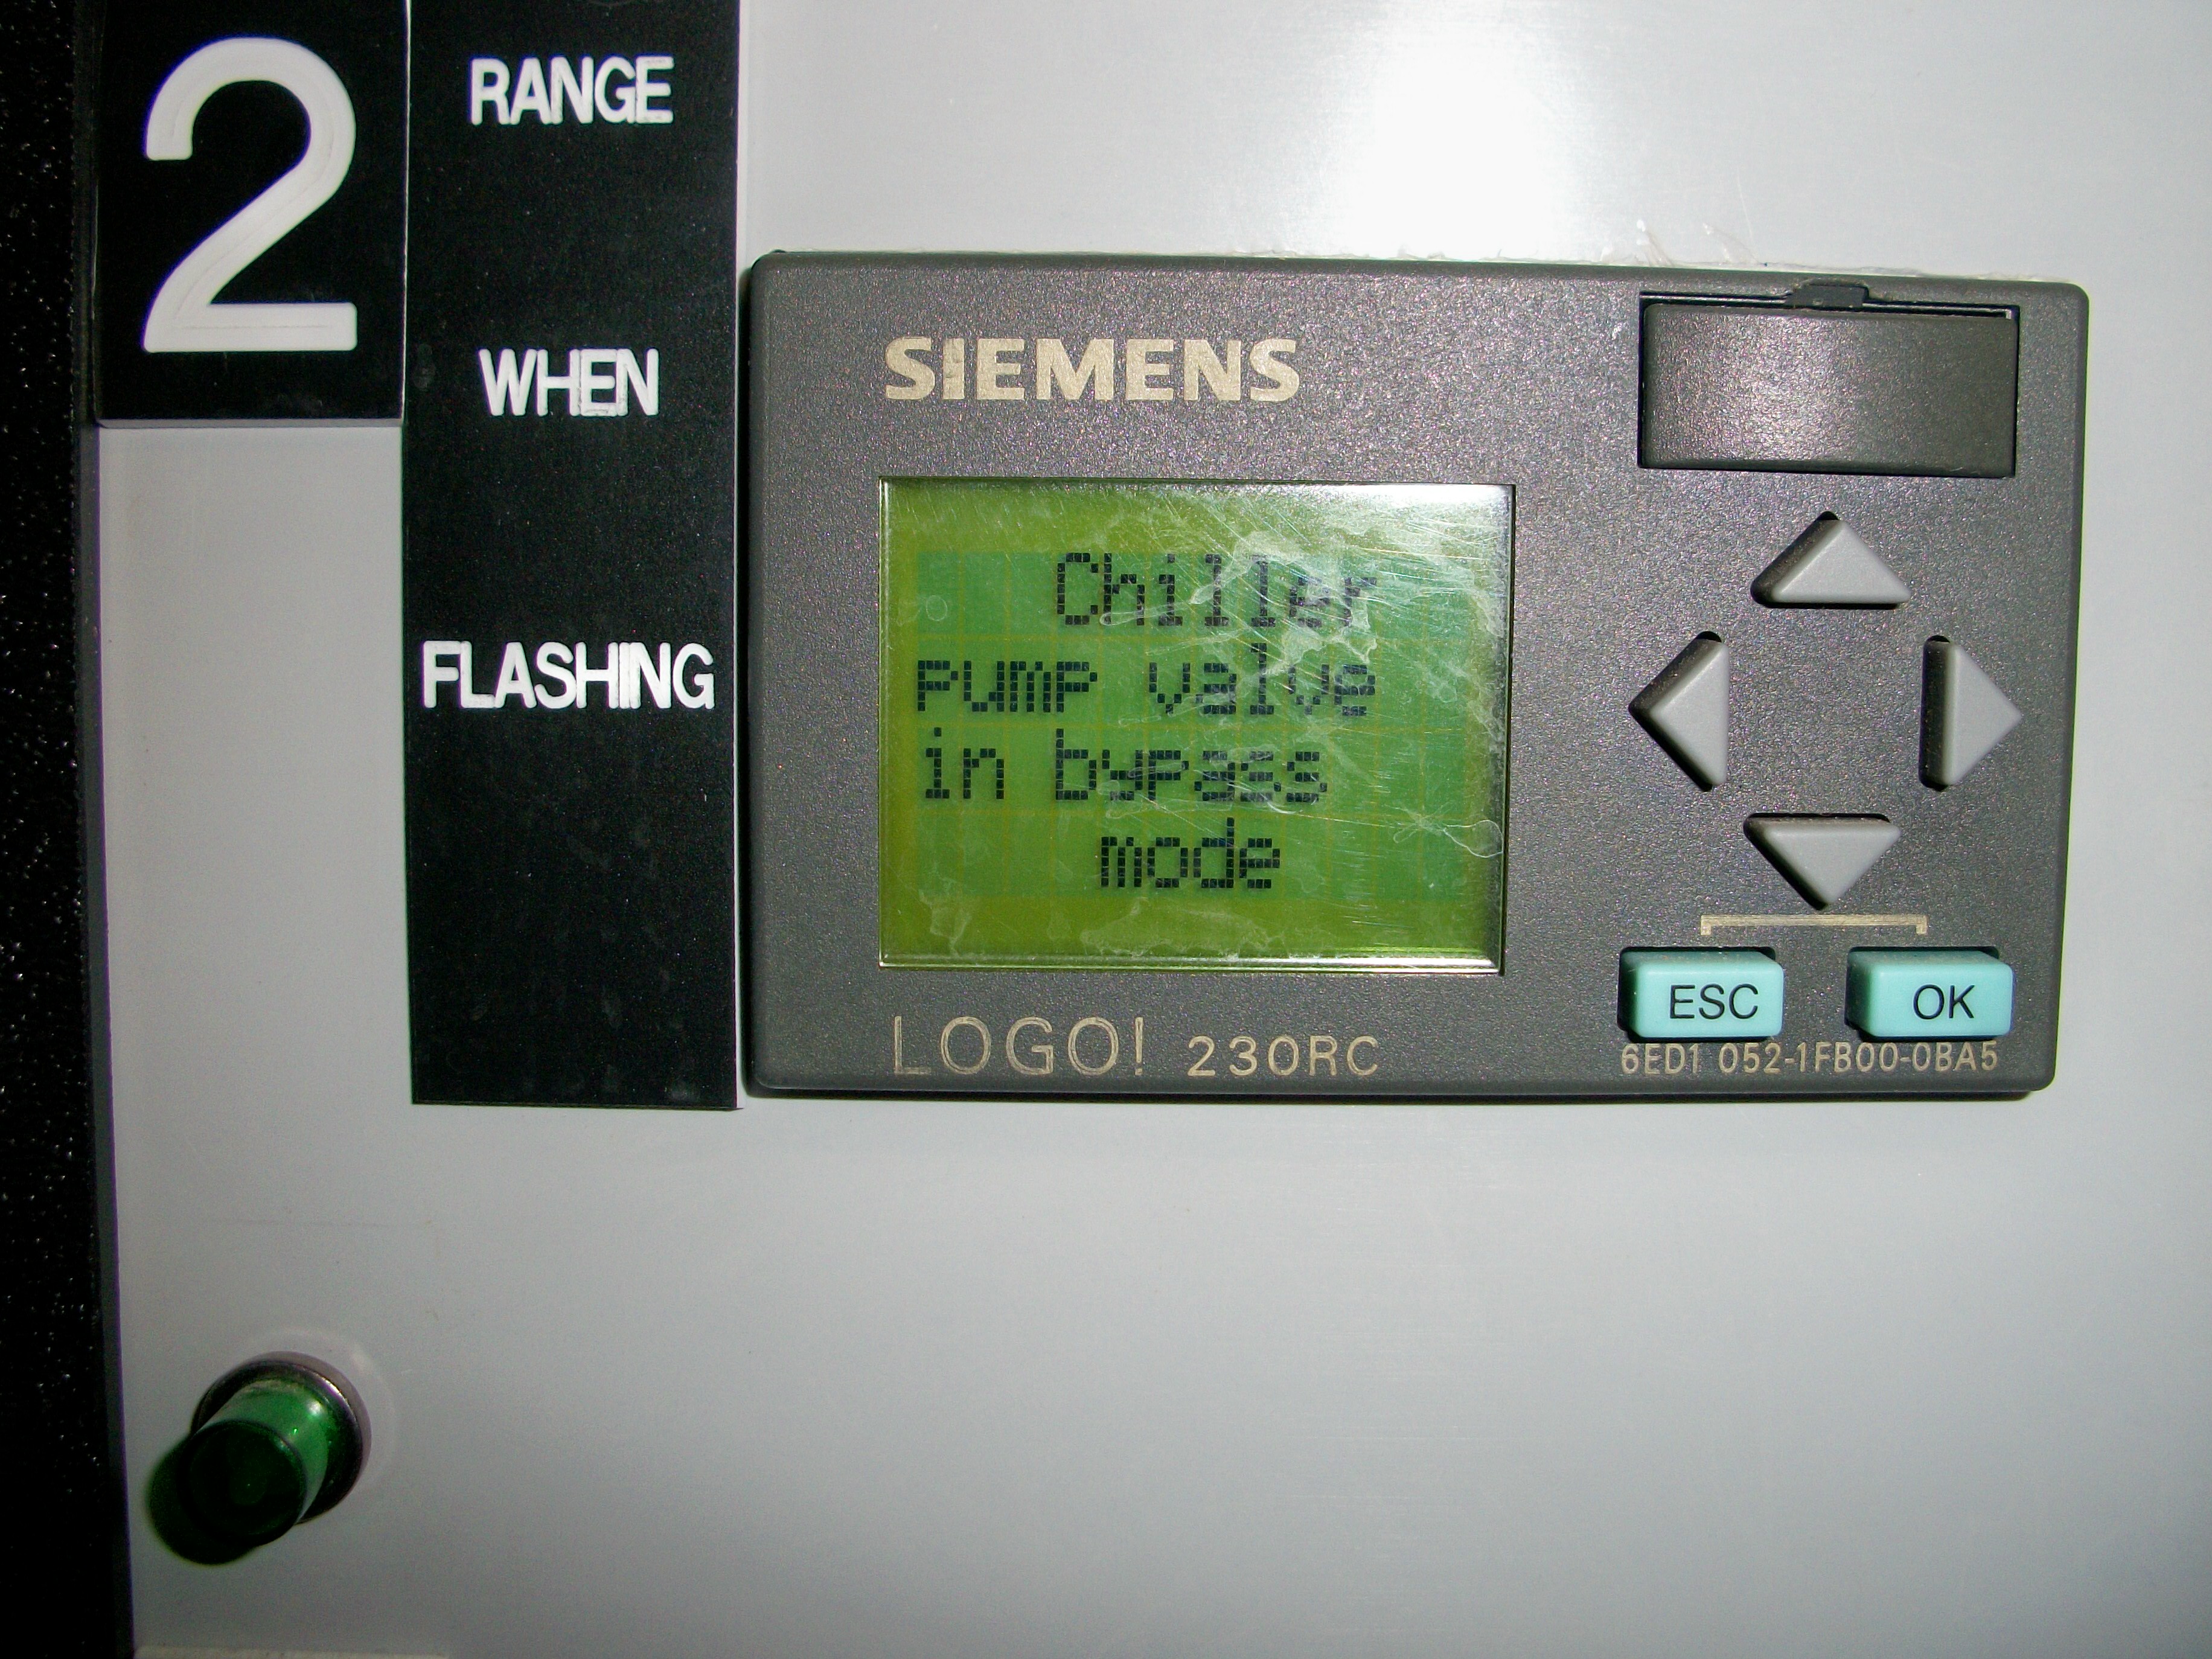 2
RANGE
WHEN
FLASHING
SIEMENS
Chiller
pump valve
in bypass
mode
ESC
OK
LOGO! 230RC
6ED1 052-1FB00-0BA5